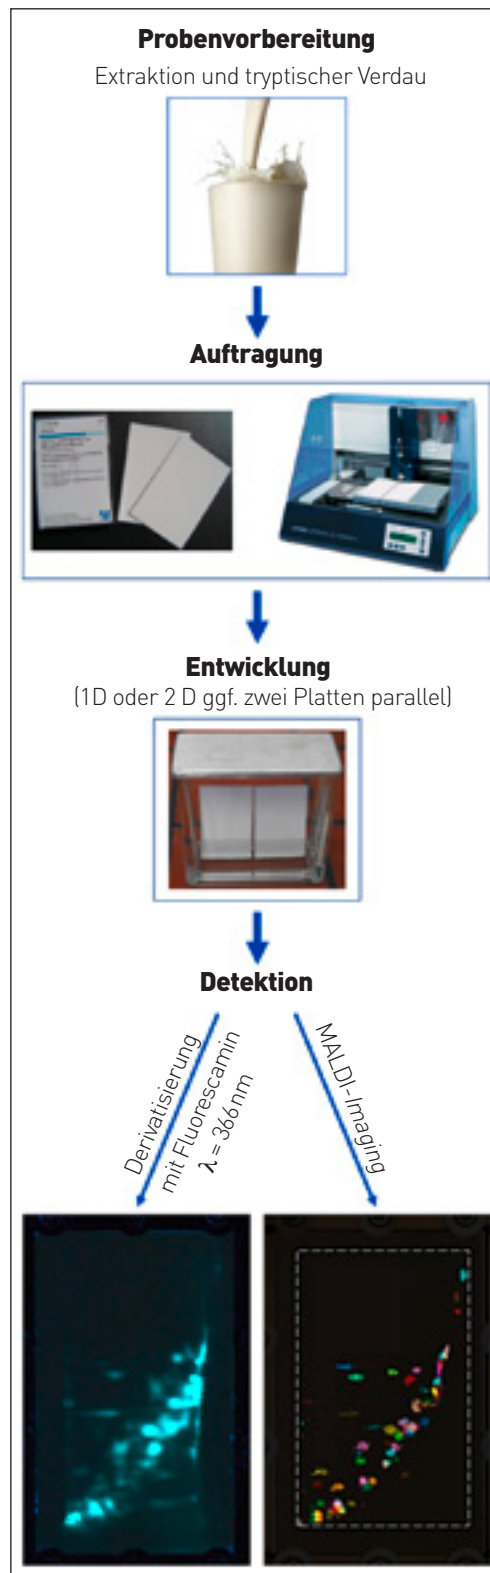 Probenvorbereitung
Extraktion und tryptischer Verdau
Auftragung
Entwicklung
(1D oder 2 D ggf. zwei Platten parallel)
Detektion
Derivatisierung
mit Fluorescamin
λ = 366 nm
MALDI-Imaging